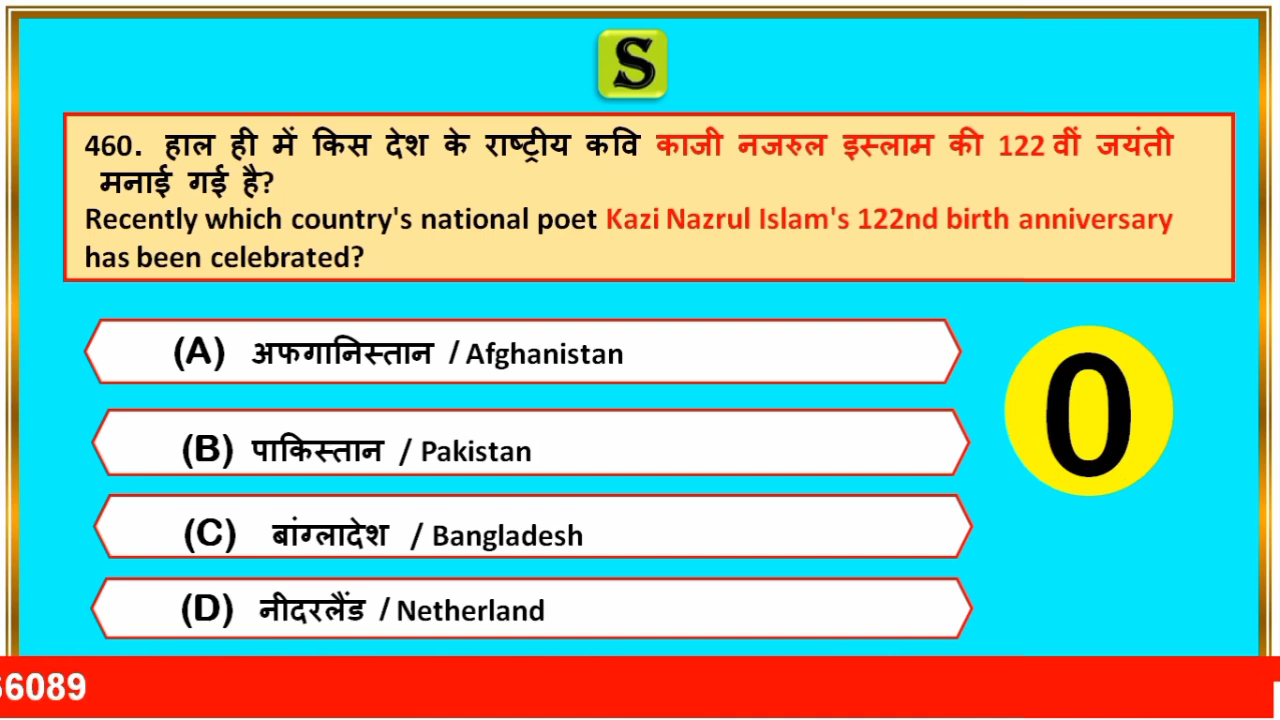 S
460. हाल ही में किस देश के राष्ट्रीय कवि काजी नजरुल इस्लाम की 122 वीं जयंती
मनाई गई है?
Recently which country's national poet Kazi Nazrul Islam's 122nd birth anniversary
has been celebrated?
(A) अफगानिस्तान / Afghanistan
(B) पाकिस्तान / Pakistan
(C) बांग्लादेश / Bangladesh
(D) नीदरलैंड / Netherland
0
66089